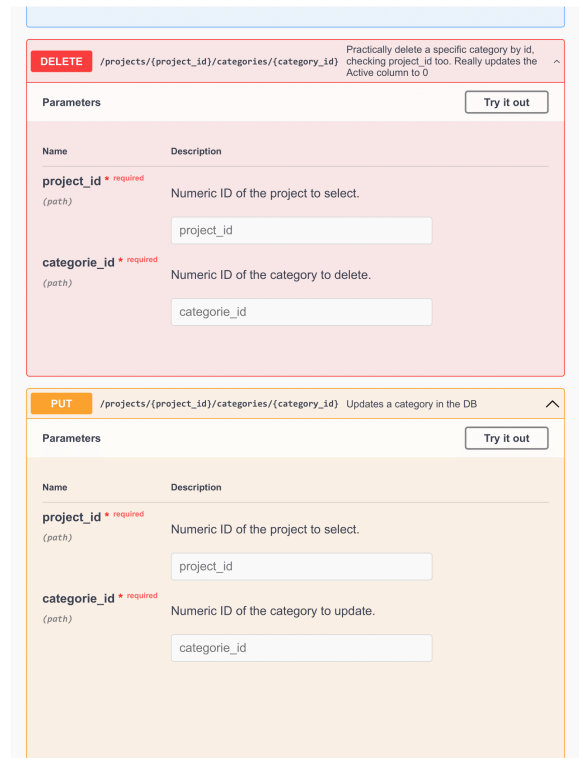 DELETE /projects/{project_id}/categories/{category_id} Practically delete a specific category by id,
checking project_id too. Really updates the
Active column to 0
Parameters Try it out
Name Description
project_id * required
(path)
Numeric ID of the project to select.
project_id
categorie_id * required
(path)
Numeric ID of the category to delete.
categorie_id
PUT /projects/{project_id}/categories/{category_id} Updates a category in the DB
Parameters Try it out
Name Description
project_id * required
(path)
Numeric ID of the project to select.
project_id
categorie_id * required
(path)
Numeric ID of the category to update.
categorie_id